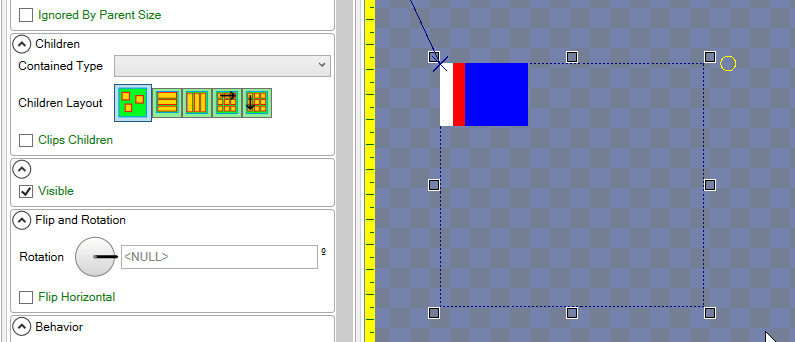 Ignored By Parent Size
Children
Contained Type
Children Layout
Clips Children
Visible
Flip and Rotation
Rotation <NULL> º
Flip Horizontal
Behavior